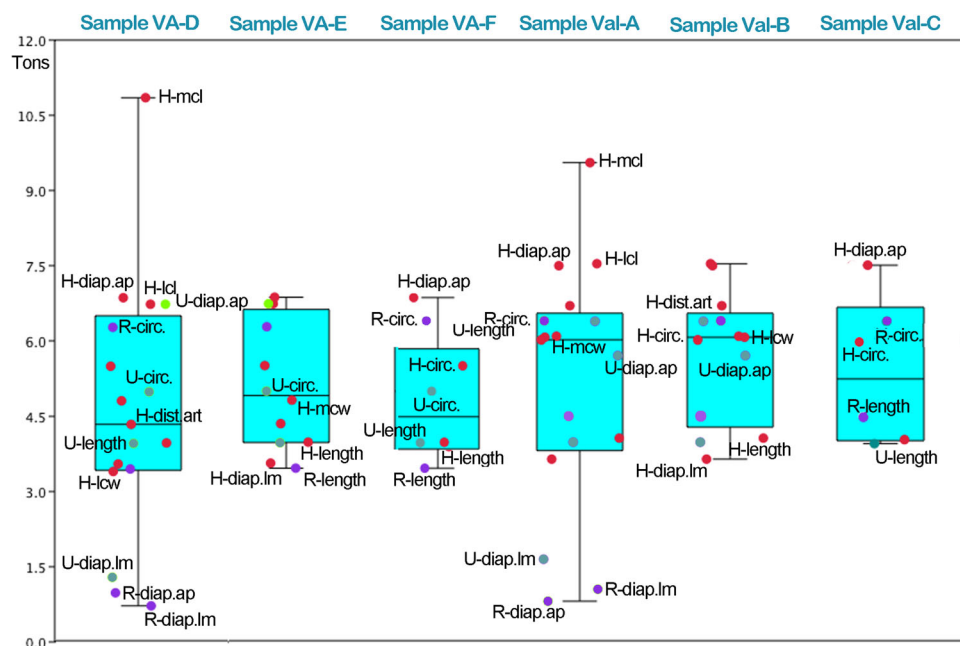 Sample VA-D Sample VA-E Sample VA-F Sample Val-A Sample Val-B Sample Val-C
12.0
Tons
10.5
9.0
7.5
6.0
4.5
3.0
1.5
0.0
H-mcl
H-diap.ap
H-lcl
R-circ.
U-circ.
H-dist.art
U-length
H-lcw
U-diap.lm
R-diap.ap
R-diap.lm
U-diap.ap
U-circ.
H-mcw
H-length
H-diap.lm
R-length
H-diap.ap
R-circ.
H-circ.
U-circ.
U-length
H-length
R-length
H-mcl
H-diap.ap
H-lcl
U-length
R-circ.
H-mcw
U-diap.ap
U-diap.lm
R-diap.lm
R-diap.ap
H-dist.art
H-circ.
H-lcw
U-diap.ap
H-length
H-diap.lm
H-diap.ap
R-circ.
H-circ.
R-length
U-length